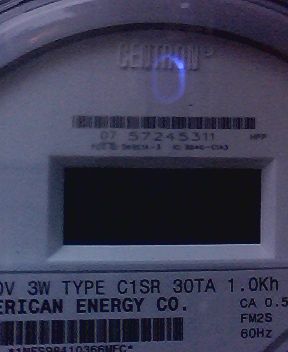 CENTRON
07 57245311
0V 3W TYPE C1SR 30TA 1.0Kh
ERICAN ENERGY CO.
CA 0.5
FM2S
60Hz